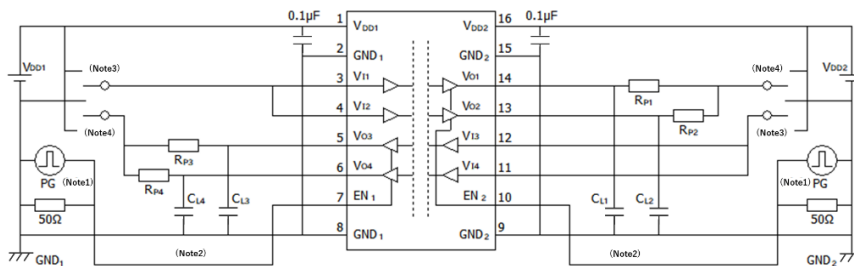 0.1µF 1 16 0.1µF
VDD1 VDD2
2 GND1 GND2 15
VDD1 (Note3) 3 VI1 VO1 14 (Note4) VDD2
RP1
(Note4) 4 VI2 VO2 13 (Note3)
RP2
5 VO3 VI3 12
RP3
6 VO4 VI4 11
PG (Note1) RP4 CL4 CL3 CL1 CL2 (Note1) PG
7 EN1 EN2 10
50Ω 50Ω
8 GND1 GND2 9
(Note2) (Note2)
GND1 GND2